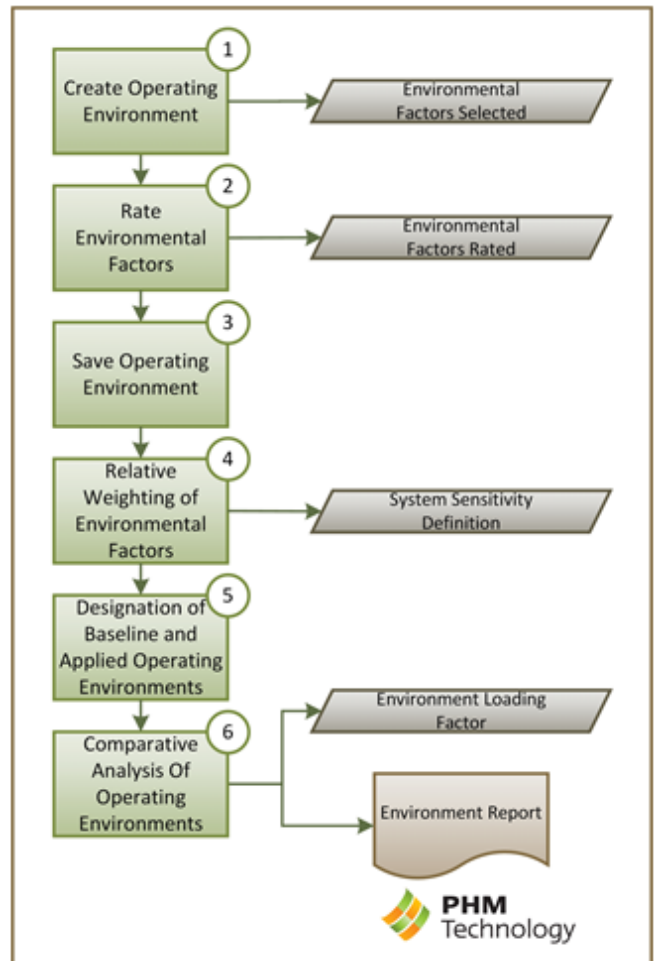 1
Create Operating
Environment
Environmental
Factors Selected
2
Rate
Environmental
Factors
Environmental
Factors Rated
3
Save Operating
Environment
4
Relative
Weighting of
Environmental
Factors
System Sensitivity
Definition
5
Designation of
Baseline and
Applied Operating
Environments
6
Comparative
Analysis Of
Operating
Environments
Environment Loading
Factor
Environment Report
PHM
Technology